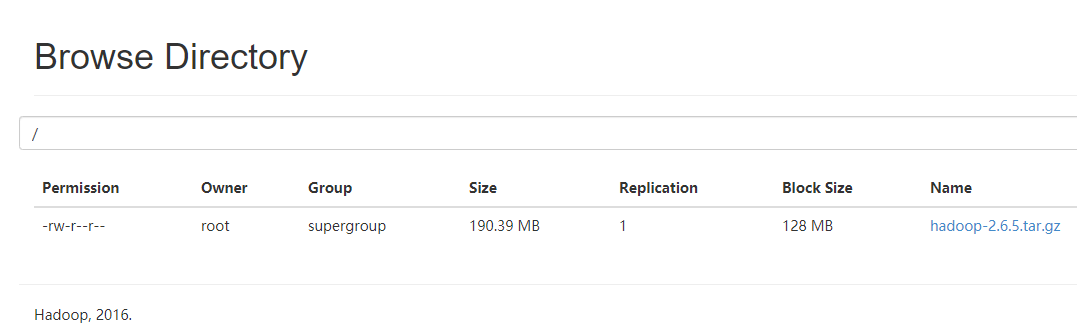 Browse Directory
/
Permission Owner Group Size Replication Block Size Name
-rw-r--r-- root supergroup 190.39 MB 1 128 MB hadoop-2.6.5.tar.gz
Hadoop, 2016.